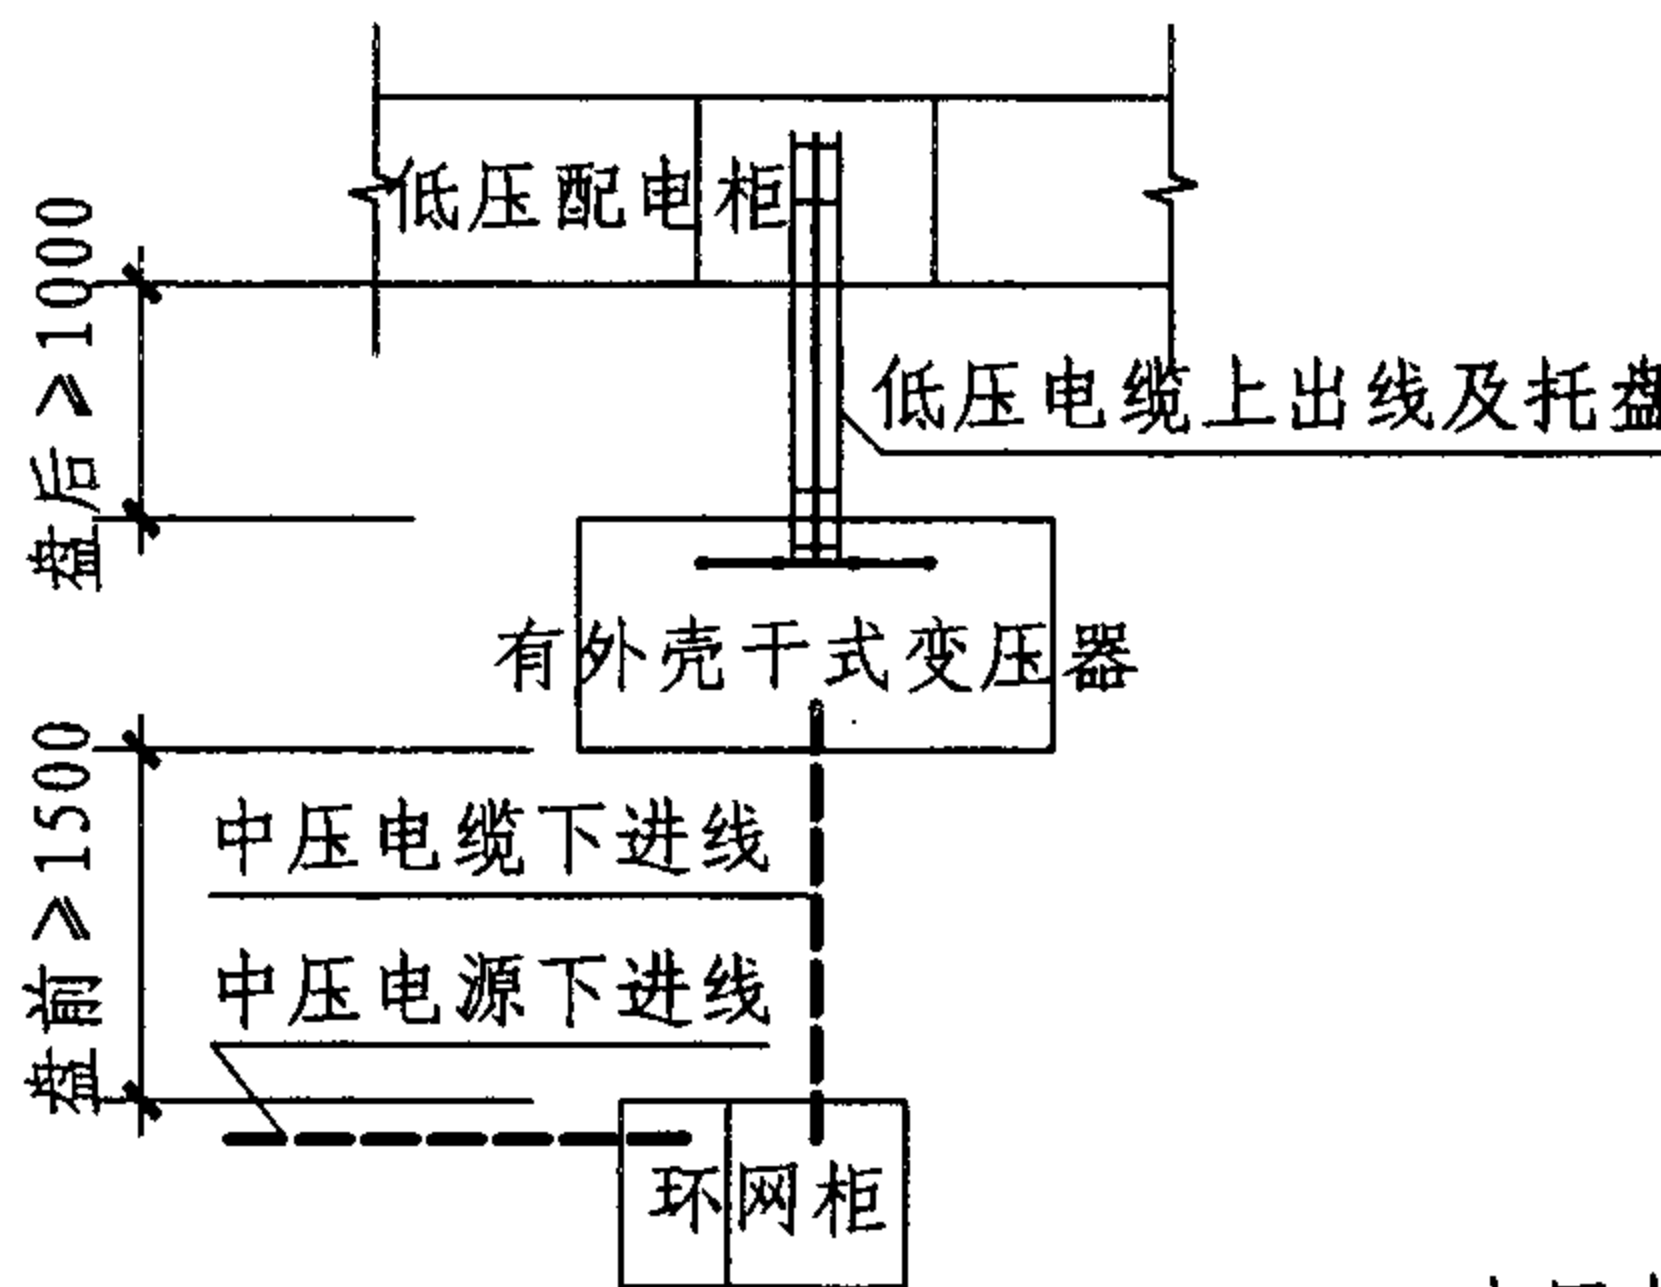 低压配电柜
盘后≥1000
低压电缆上出线及托盘
有外壳干式变压器
盘前≥1500
中压电缆下进线
中压电源下进线
环网柜